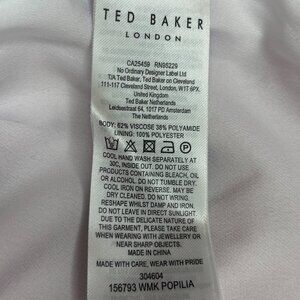 TED BAKER
LONDON
CA25459 RN95229
No Ordinary Designer Label Ltd
T/A Ted Baker, Ted Baker on Cleveland
111-117 Cleveland Street, London, W1T 6PX.
United Kingdom
Ted Baker Netherlands
Leidsestraat 64, 1017 PD Amsterdam
The Netherlands
BODY: 62% VISCOSE 38% POLYAMIDE
LINING: 100% POLYESTER
COOL HAND WASH SEPARATELY AT
30C, INSIDE OUT. DO NOT USE
PRODUCTS CONTAINING BLEACH, OIL
OR ALCOHOL. DO NOT TUMBLE DRY.
COOL IRON ON REVERSE. MAY BE
DRY CLEANED. DO NOT WRING
RESHAPE WHILST DAMP AND IRON.
DO NOT LEAVE IN DIRECT SUNLIGHT
DUE TO THE DELICATE NATURE OF
THIS GARMENT, PLEASE TAKE CARE
WHEN WEARING WITH JEWELLERY OR
NEAR SHARP OBJECTS.
MADE IN CHINA
MADE WITH CARE, WEAR WITH PRIDE
304604
156793 WMK POPILIA